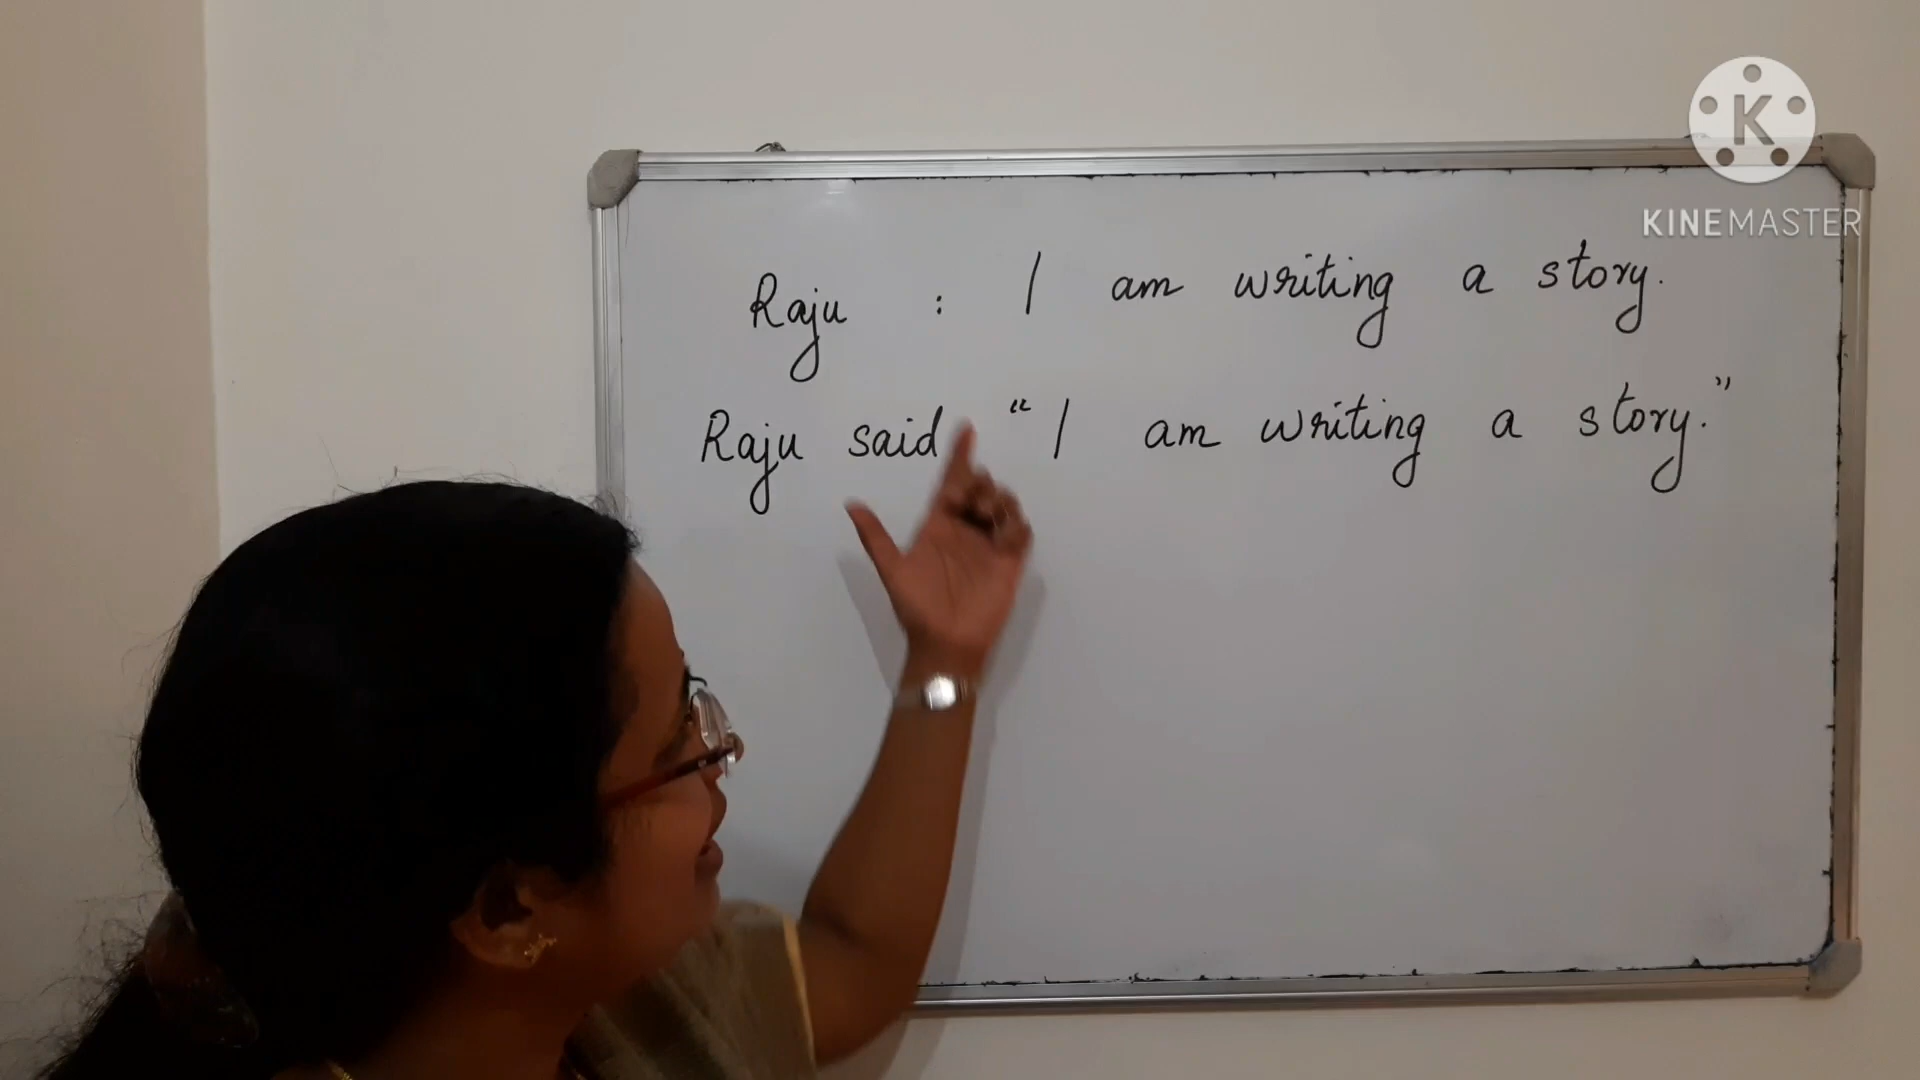 K
KINEMASTER
Raju : I am writing a story.
Raju said, “I am writing a story.”